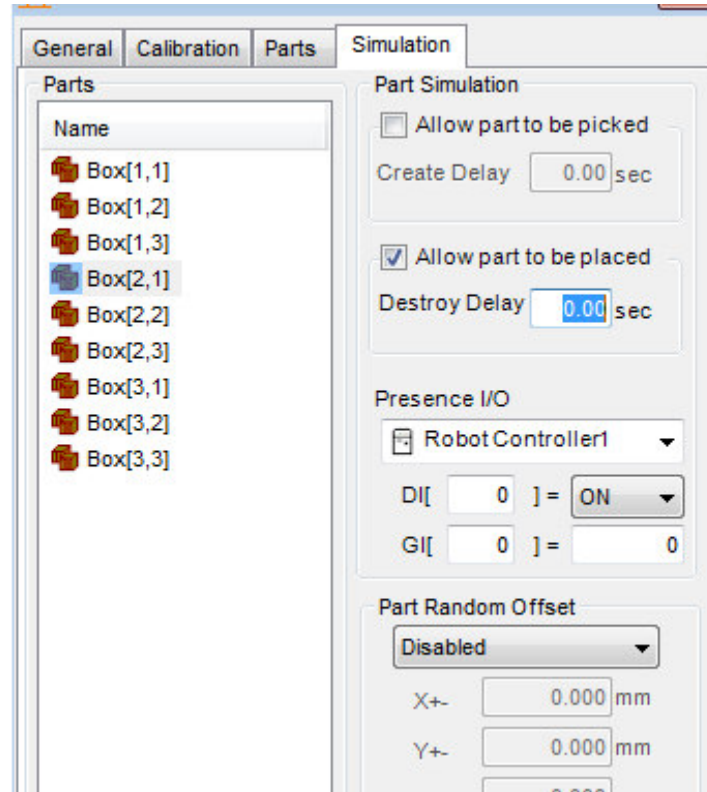 General Calibration Parts Simulation
Parts
Name
Box[1,1]
Box[1,2]
Box[1,3]
Box[2,1]
Box[2,2]
Box[2,3]
Box[3,1]
Box[3,2]
Box[3,3]
Part Simulation
Allow part to be picked
Create Delay 0.00 sec
Allow part to be placed
Destroy Delay 0.00 sec
Presence I/O
Robot Controller1
DI[ 0 ] = ON
GI[ 0 ] = 0
Part Random Offset
Disabled
X+- 0.000 mm
Y+- 0.000 mm